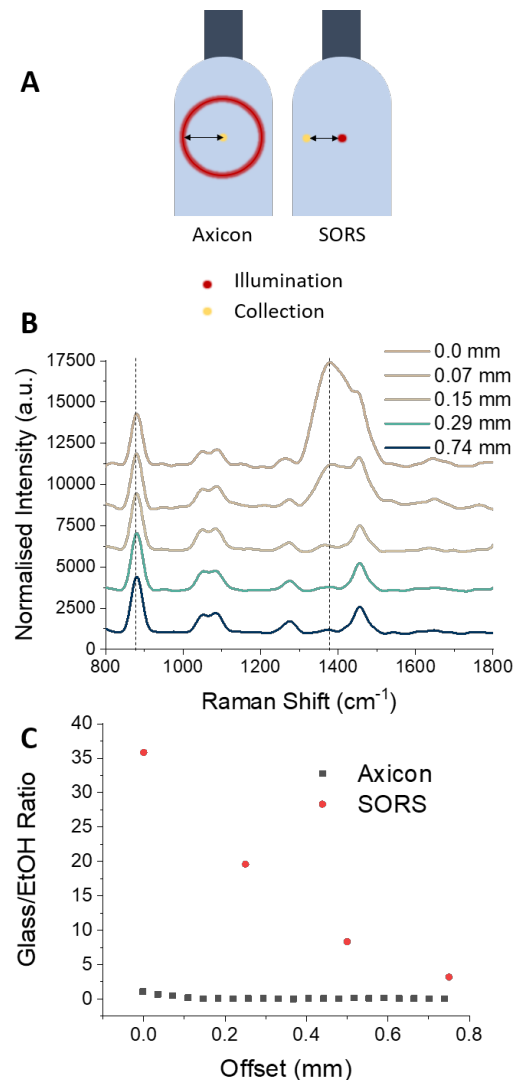 A
Axicon SORS
Illumination
Collection
B
0.0 mm
0.07 mm
0.15 mm
0.29 mm
0.74 mm
Normalised Intensity (a.u.)
17500
15000
12500
10000
7500
5000
2500
0
800 1000 1200 1400 1600 1800
Raman Shift (cm⁻¹)
C
Axicon
SORS
Glass/EtOH Ratio
40
35
30
25
20
15
10
5
0
0.0 0.2 0.4 0.6 0.8
Offset (mm)